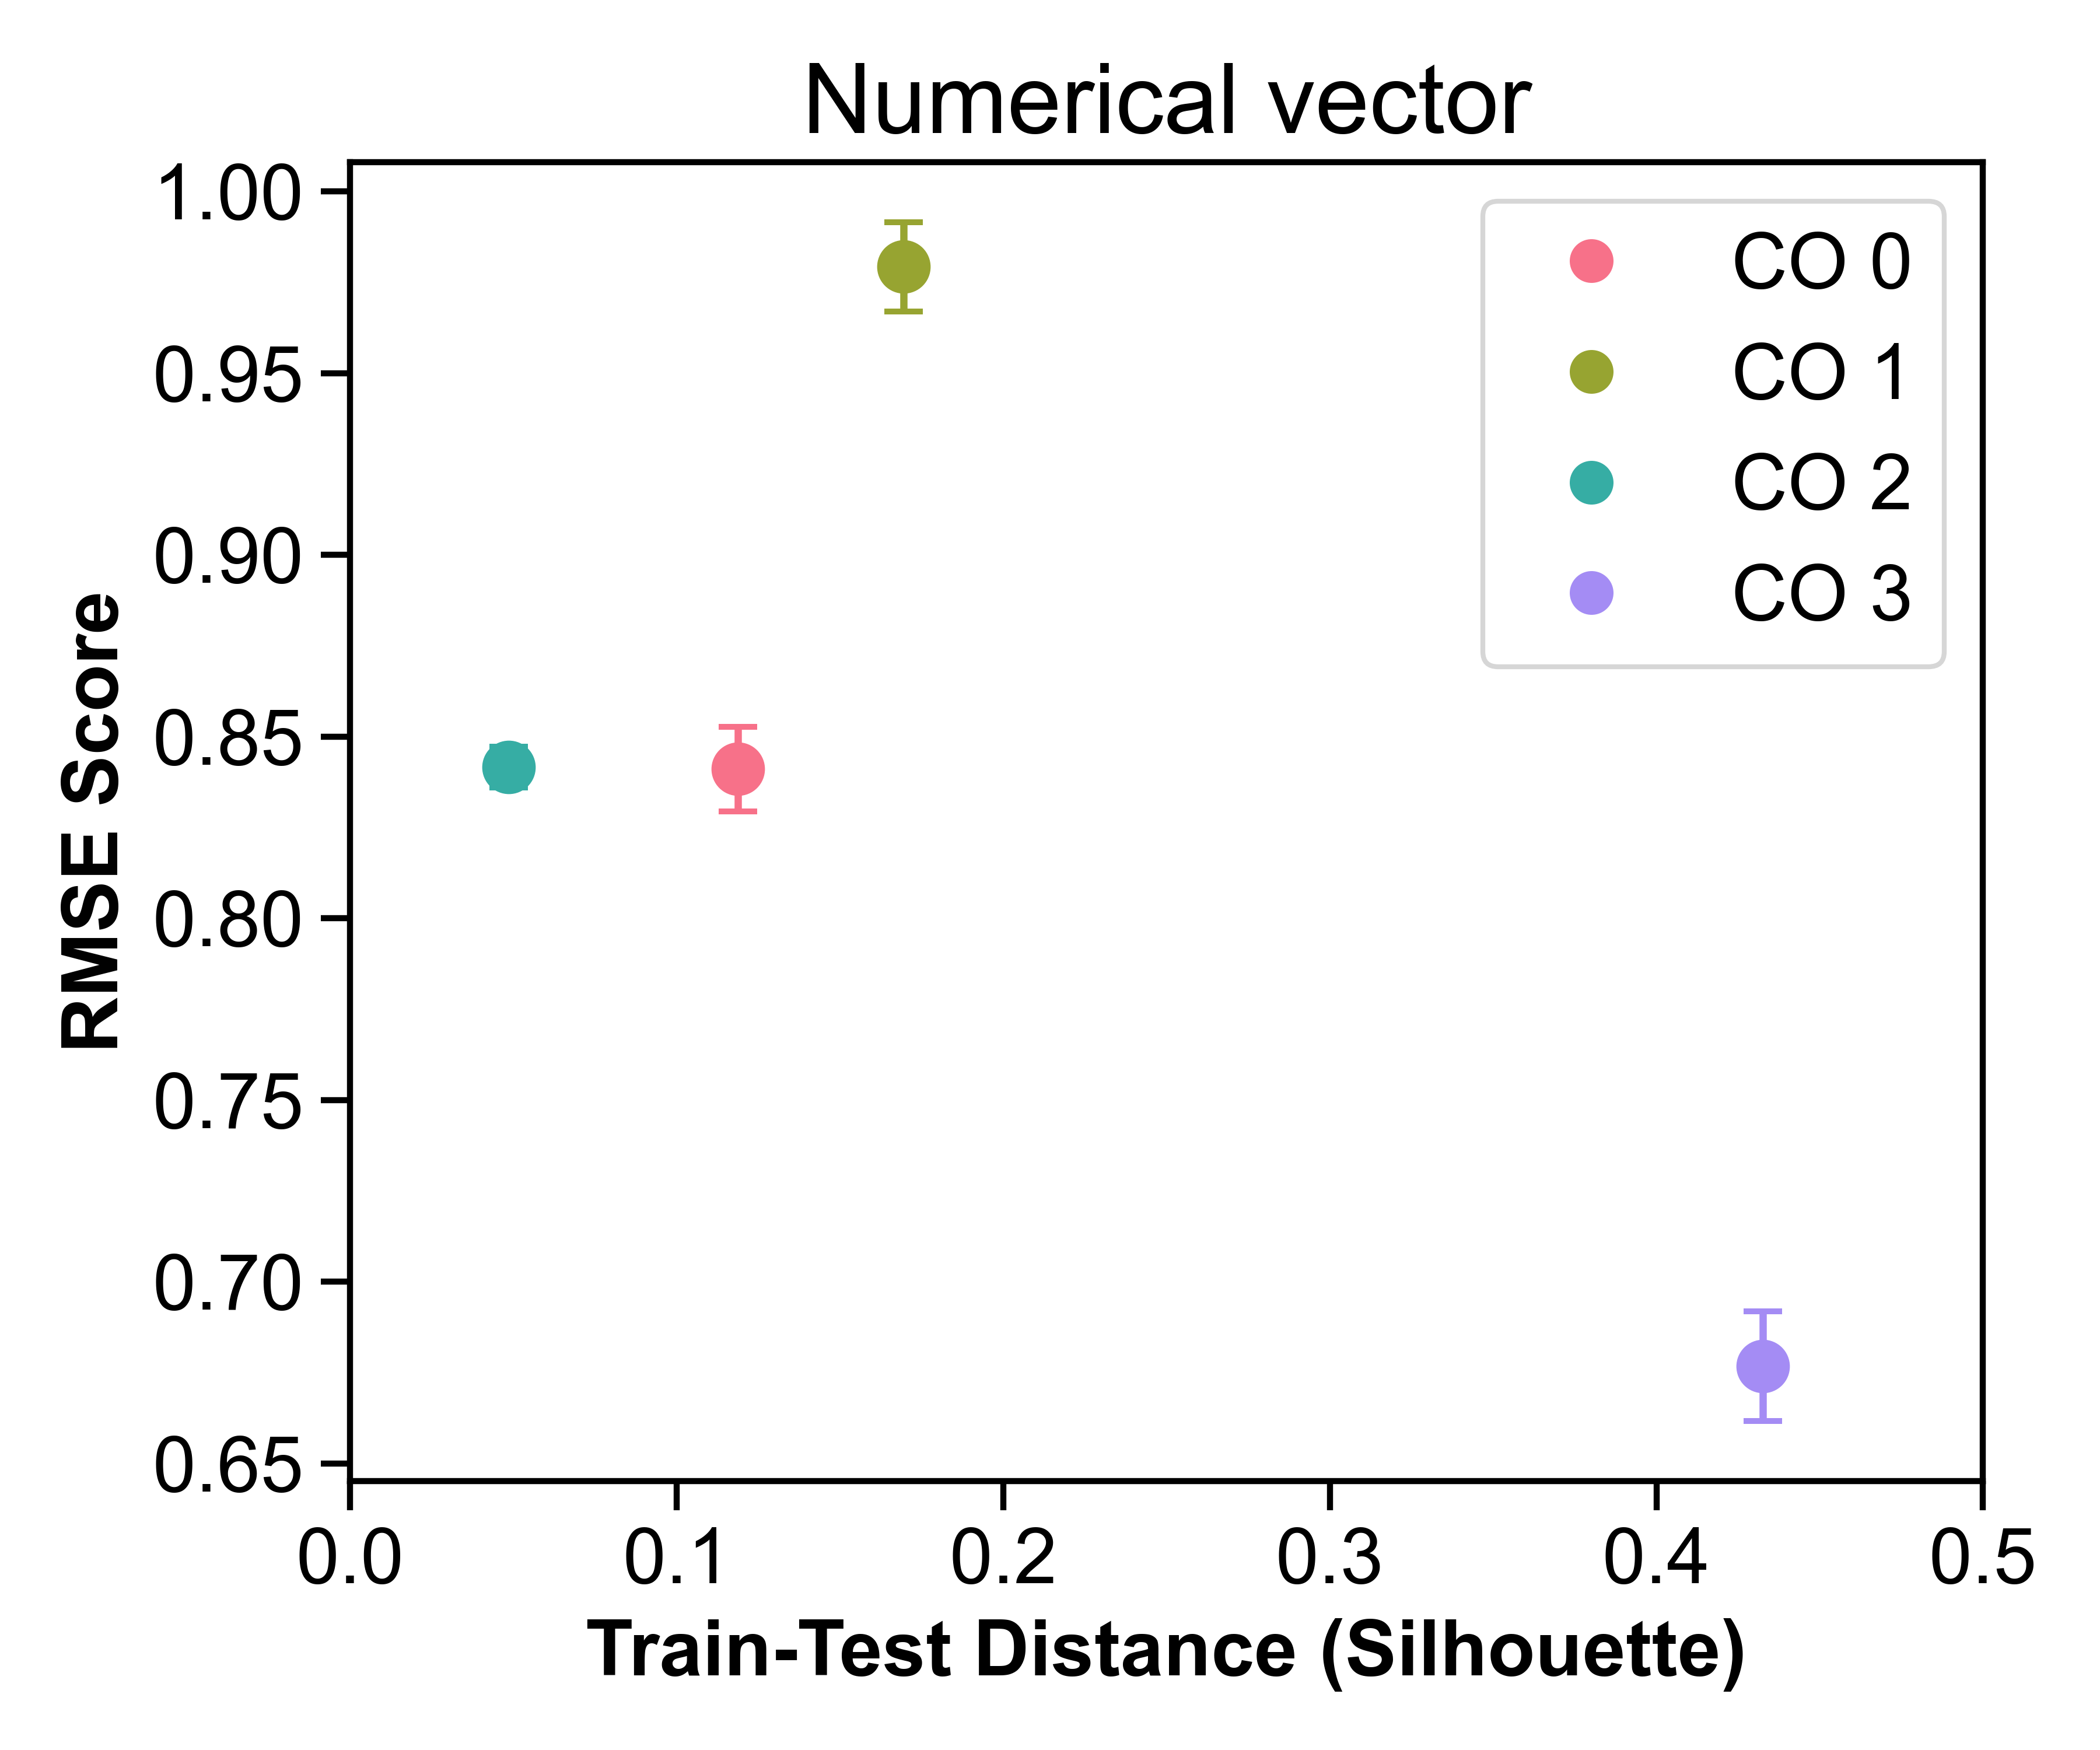 Numerical vector
1.00
0.95
0.90
0.85
0.80
0.75
0.70
0.65
RMSE Score
CO 0
CO 1
CO 2
CO 3
0.0 0.1 0.2 0.3 0.4 0.5
Train-Test Distance (Silhouette)